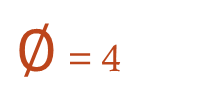 ∅ = 4